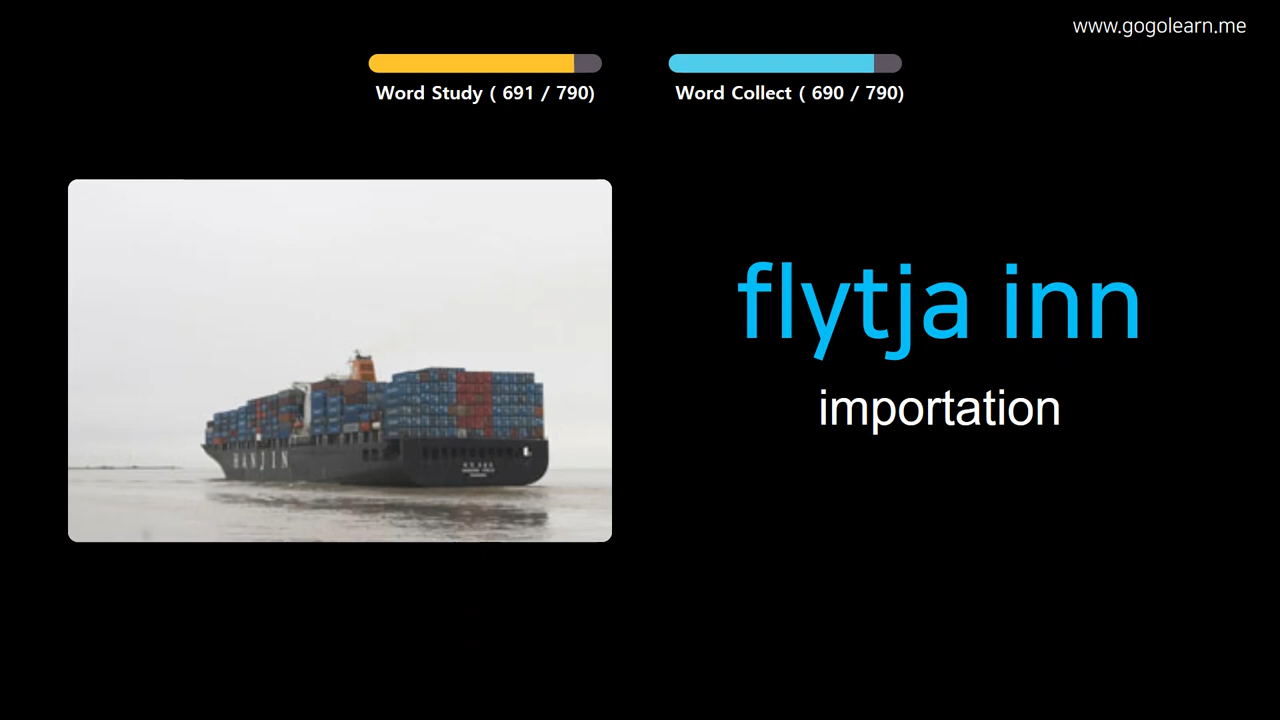 www.gogolearn.me
Word Study ( 691 / 790)
Word Collect ( 690 / 790)
flytja inn
importation
HANJIN